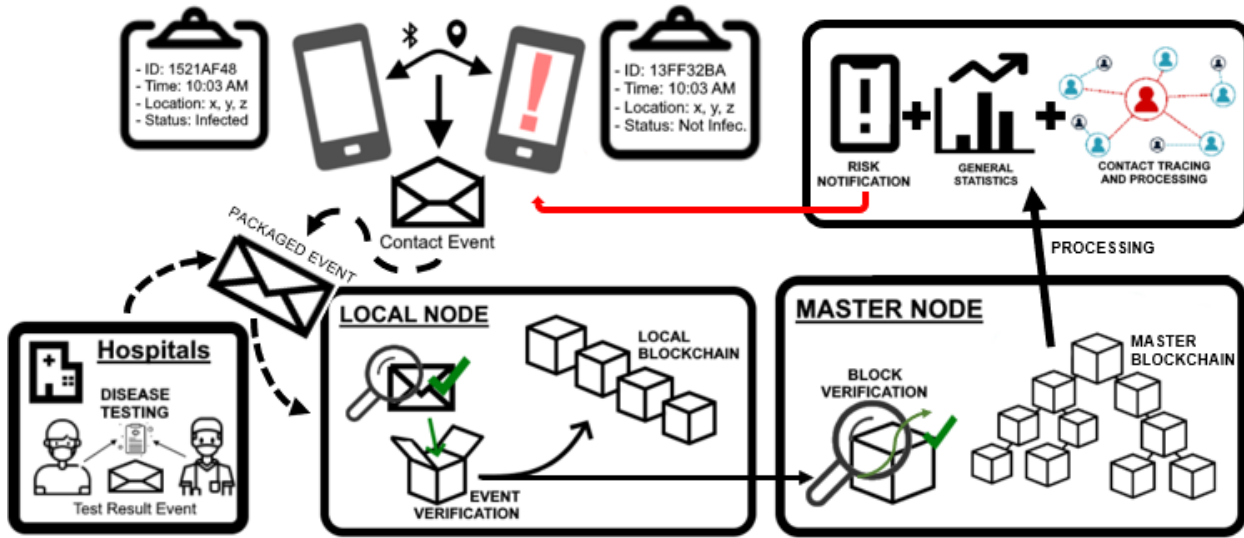 - ID: 1521AF48
- Time: 10:03 AM
- Location: x, y, z
- Status: Infected
- ID: 13FF32BA
- Time: 10:03 AM
- Location: x, y, z
- Status: Not Infec.
RISK
NOTIFICATION
GENERAL
STATISTICS
CONTACT TRACING
AND PROCESSING
Contact Event
PACKAGED EVENT
PROCESSING
Hospitals
DISEASE
TESTING
Test Result Event
LOCAL NODE
LOCAL
BLOCKCHAIN
EVENT
VERIFICATION
MASTER NODE
BLOCK
VERIFICATION
MASTER
BLOCKCHAIN